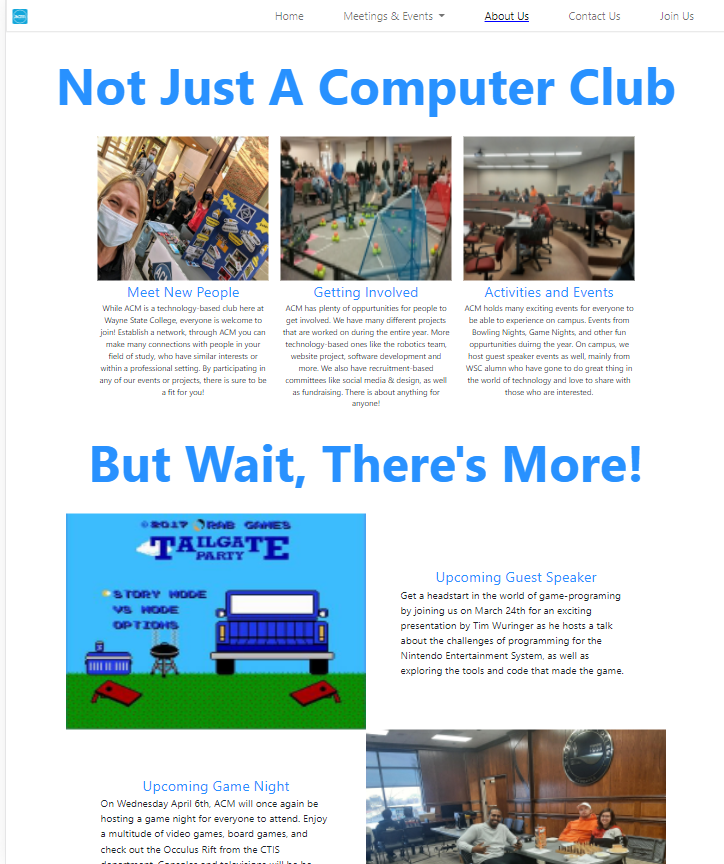 ACM
Home
Meetings & Events
About Us
Contact Us
Join Us
Not Just A Computer Club
Meet New People
While ACM is a technology-based club here at
Wayne State College, everyone is welcome to
join! Establish a network, through ACM you can
make many connections with people in your
field of study, who have similar interests or
within a professional setting. By participating in
any of our events or projects, there is sure to be
a fit for you!
Getting Involved
ACM has plenty of opportunities for people to
get involved. We have many different projects
that are worked on during the entire year. More
technology-based ones like the robotics team,
website project, software development and
more. We also have recruitment-based
committees like social media & design, as well
as fundraising. There is about anything for
anyone!
Activities and Events
ACM holds many exciting events for everyone to
be able to experience on campus. Events from
Bowling Nights, Game Nights, and other fun
oppurtunities duirng the year. On campus, we
host guest speaker events as well, mainly from
WSC alumn who have gone to do great thing in
the world of technology and love to share with
those who are interested.
But Wait, There's More!
©2017 RAB GAMES
TAILGATE
PARTY
STORY MODE
VS MODE
OPTIONS
Upcoming Guest Speaker
Get a headstart in the world of game-programing
by joining us on March 24th for an exciting
presentation by Tim Wuringer as he hosts a talk
about the challenges of programming for the
Nintendo Entertainment System, as well as
exploring the tools and code that made the game.
Upcoming Game Night
On Wednesday April 6th, ACM will once again be
hosting a game night for everyone to attend. Enjoy
a multitude of video games, board games, and
check out the Occulus Rift from the CTIS
department. Consoles and televisions will be be